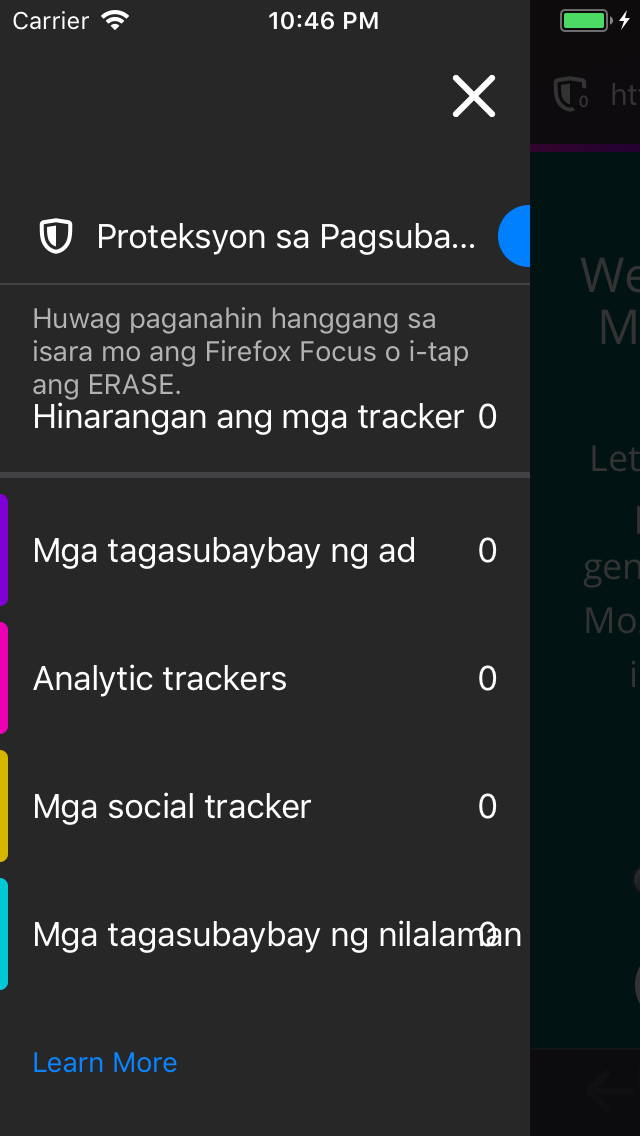 Carrier 10:46 PM
0 ht
Proteksyon sa Pagsuba...
Huwag paganahin hanggang sa
isara mo ang Firefox Focus o i-tap
ang ERASE.
Hinarangan ang mga tracker 0
Mga tagasubaybay ng ad 0
Analytic trackers 0
Mga social tracker 0
Mga tagasubaybay ng nilalaman 0
Learn More
We
M
Let
gen
Mo
i